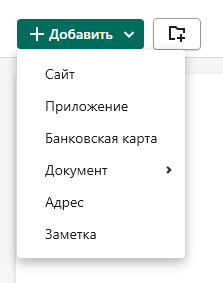 Добавить
Сайт
Приложение
Банковская карта
Документ
Адрес
Заметка